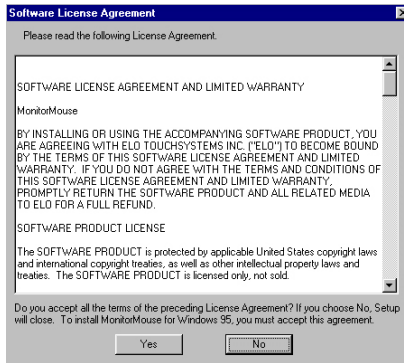 Software License Agreement
Please read the following License Agreement.
SOFTWARE LICENSE AGREEMENT AND LIMITED WARRANTY
MonitorMouse
BY INSTALLING OR USING THE ACCOMPANYING SOFTWARE PRODUCT, YOU
ARE AGREEING WITH ELO TOUCHSYSTEMS INC. ("ELO") TO BECOME BOUND
BY THE TERMS OF THIS SOFTWARE LICENSE AGREEMENT AND LIMITED
WARRANTY. IF YOU DO NOT AGREE WITH THE TERMS AND CONDITIONS OF
THIS SOFTWARE LICENSE AGREEMENT AND LIMITED WARRANTY,
PROMPTLY RETURN THE SOFTWARE PRODUCT AND ALL RELATED MEDIA
TO ELO FOR A FULL REFUND.
SOFTWARE PRODUCT LICENSE
The SOFTWARE PRODUCT is protected by applicable United States copyright laws
and international copyright treaties, as well as other intellectual property laws and
treaties. The SOFTWARE PRODUCT is licensed only, not sold.
Do you accept all the terms of the preceding License Agreement? If you choose No, Setup
will close. To install MonitorMouse for Windows 95, you must accept this agreement.
Yes No